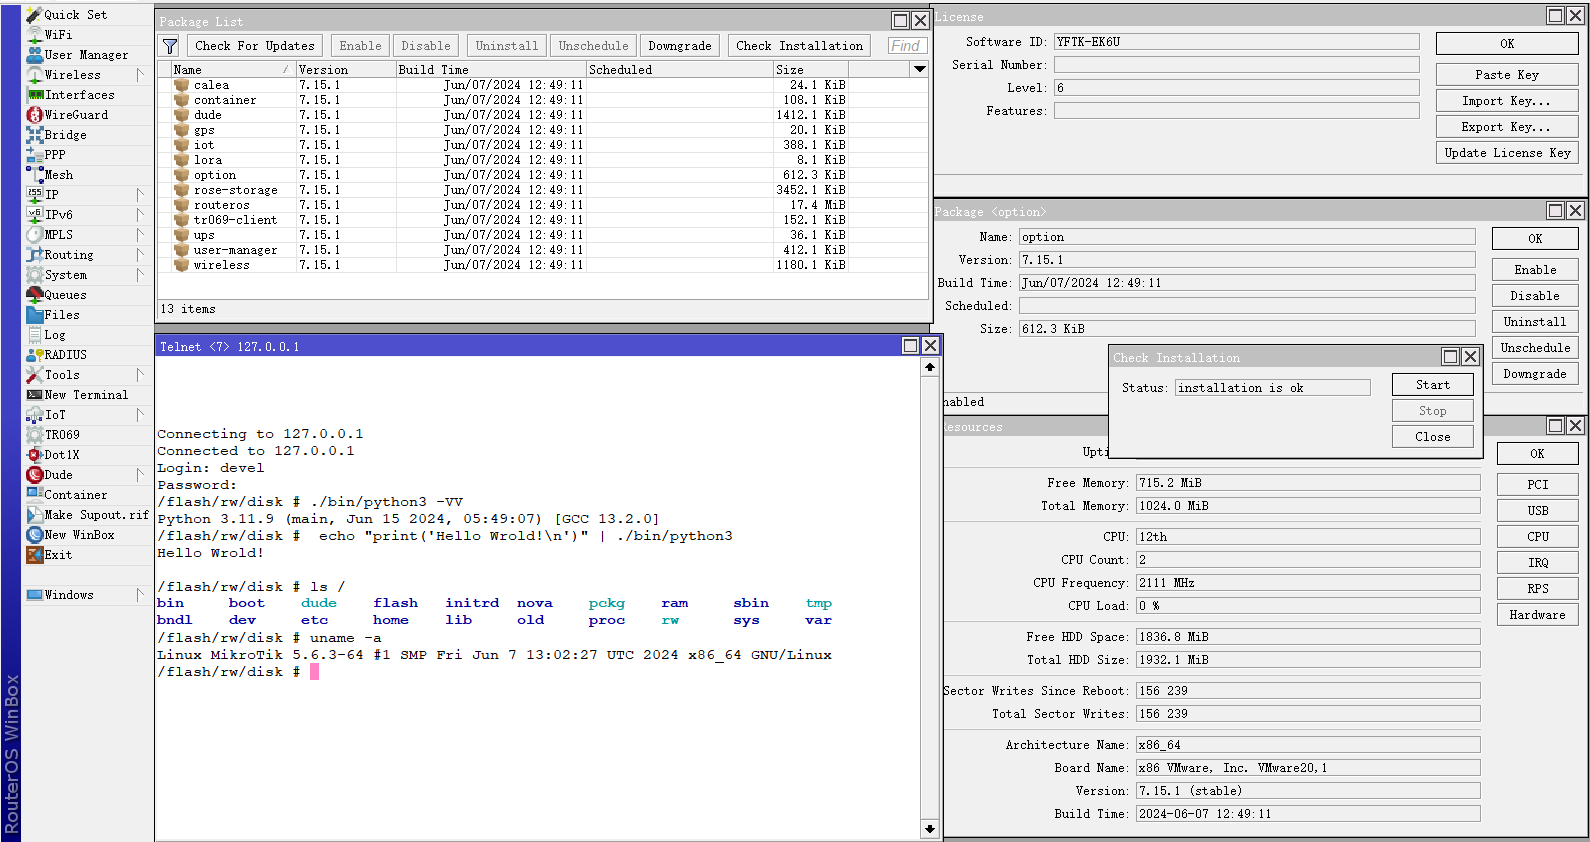 Quick Set
WiFi
User Manager
Wireless
Interfaces
WireGuard
Bridge
PPP
Mesh
IP
IPv6
MPLS
Routing
System
Queues
Files
Log
RADIUS
Tools
New Terminal
IoT
TR069
Dot1X
Dude
Container
Make Supout.rif
New WinBox
Exit
Windows
RouterOS WinBox
Package List
Check For Updates Enable Disable Uninstall Unschedule Downgrade Check Installation Find
Name Version Build Time Scheduled Size
calea 7.15.1 Jun/07/2024 12:49:11 24.1 KiB
container 7.15.1 Jun/07/2024 12:49:11 108.1 KiB
dude 7.15.1 Jun/07/2024 12:49:11 1412.1 KiB
gps 7.15.1 Jun/07/2024 12:49:11 20.1 KiB
iot 7.15.1 Jun/07/2024 12:49:11 388.1 KiB
lora 7.15.1 Jun/07/2024 12:49:11 8.1 KiB
option 7.15.1 Jun/07/2024 12:49:11 612.3 KiB
rose-storage 7.15.1 Jun/07/2024 12:49:11 3452.1 KiB
routeros 7.15.1 Jun/07/2024 12:49:11 17.4 MiB
tr069-client 7.15.1 Jun/07/2024 12:49:11 152.1 KiB
ups 7.15.1 Jun/07/2024 12:49:11 36.1 KiB
user-manager 7.15.1 Jun/07/2024 12:49:11 412.1 KiB
wireless 7.15.1 Jun/07/2024 12:49:11 1180.1 KiB
13 items
Telnet <7> 127.0.0.1
Connecting to 127.0.0.1
Connected to 127.0.0.1
Login: devel
Password:
/flash/rw/disk # ./bin/python3 -VV
Python 3.11.9 (main, Jun 15 2024, 05:49:07) [GCC 13.2.0]
/flash/rw/disk #  echo "print('Hello Wrold!\n')" | ./bin/python3
Hello Wrold!
/flash/rw/disk # ls /
bin boot dude flash initrd nova pckg ram sbin tmp
bndl dev etc home lib old proc rw sys var
/flash/rw/disk # uname -a
Linux MikroTik 5.6.3-64 #1 SMP Fri Jun 7 13:02:27 UTC 2024 x86_64 GNU/Linux
/flash/rw/disk #
License
Software ID: YFTK-EK6U OK
Serial Number: Paste Key
Level: 6 Import Key...
Features: Export Key...
Update License Key
Package <option>
Name: option OK
Version: 7.15.1 Enable
Build Time: Jun/07/2024 12:49:11 Disable
Scheduled: Uninstall
Size: 612.3 KiB Unschedule
Downgrade
nabled
Check Installation
Status: installation is ok Start
Stop
Close
esources
Upti OK
Free Memory: 715.2 MiB PCI
Total Memory: 1024.0 MiB USB
CPU: 12th CPU
CPU Count: 2 IRQ
CPU Frequency: 2111 MHz RPS
CPU Load: 0 % Hardware
Free HDD Space: 1836.8 MiB
Total HDD Size: 1932.1 MiB
Sector Writes Since Reboot: 156 239
Total Sector Writes: 156 239
Architecture Name: x86_64
Board Name: x86 VMware, Inc. VMware20,1
Version: 7.15.1 (stable)
Build Time: 2024-06-07 12:49:11